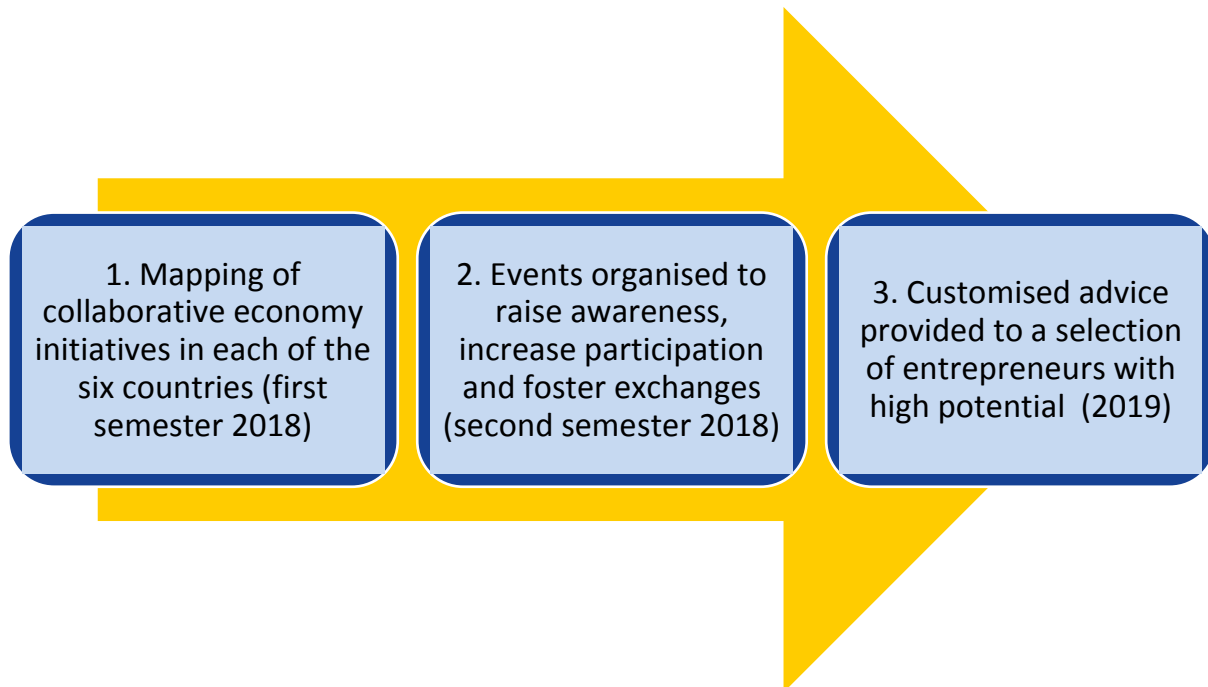 1. Mapping of
collaborative economy
initiatives in each of the
six countries (first
semester 2018)
2. Events organised to
raise awareness,
increase participation
and foster exchanges
(second semester 2018)
3. Customised advice
provided to a selection
of entrepreneurs with
high potential  (2019)